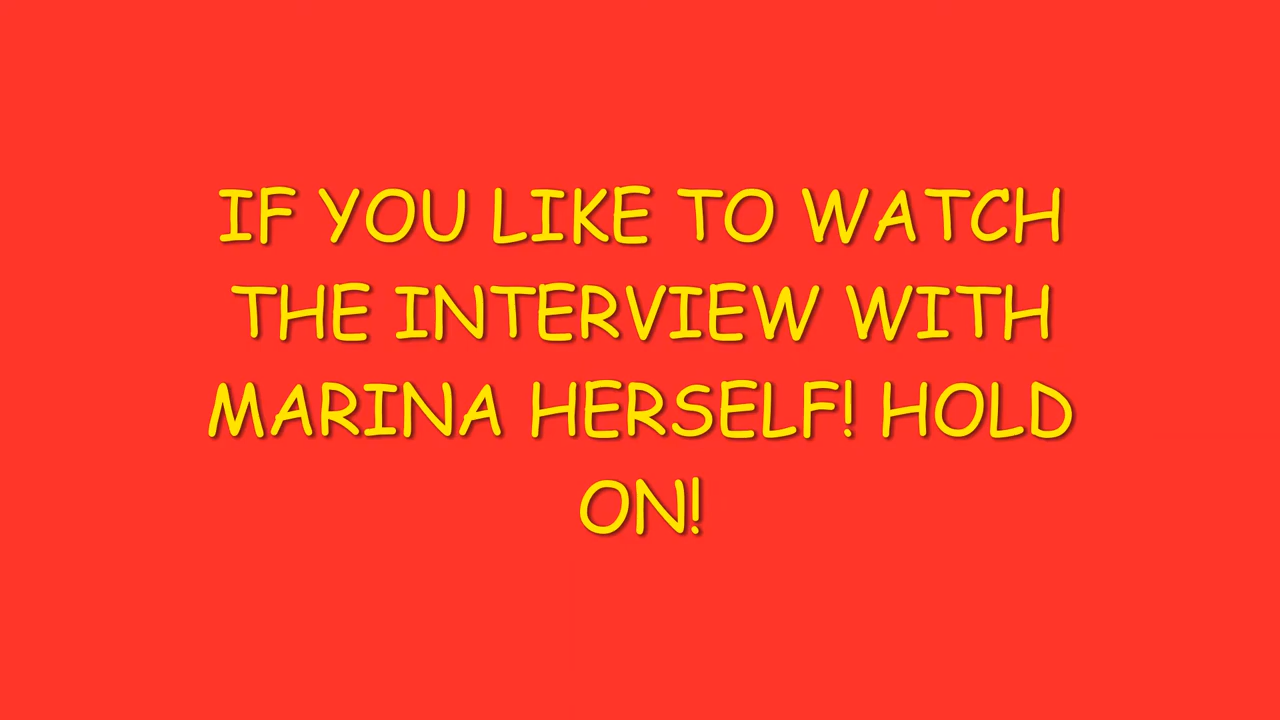 IF YOU LIKE TO WATCH
THE INTERVIEW WITH
MARINA HERSELF! HOLD
ON!